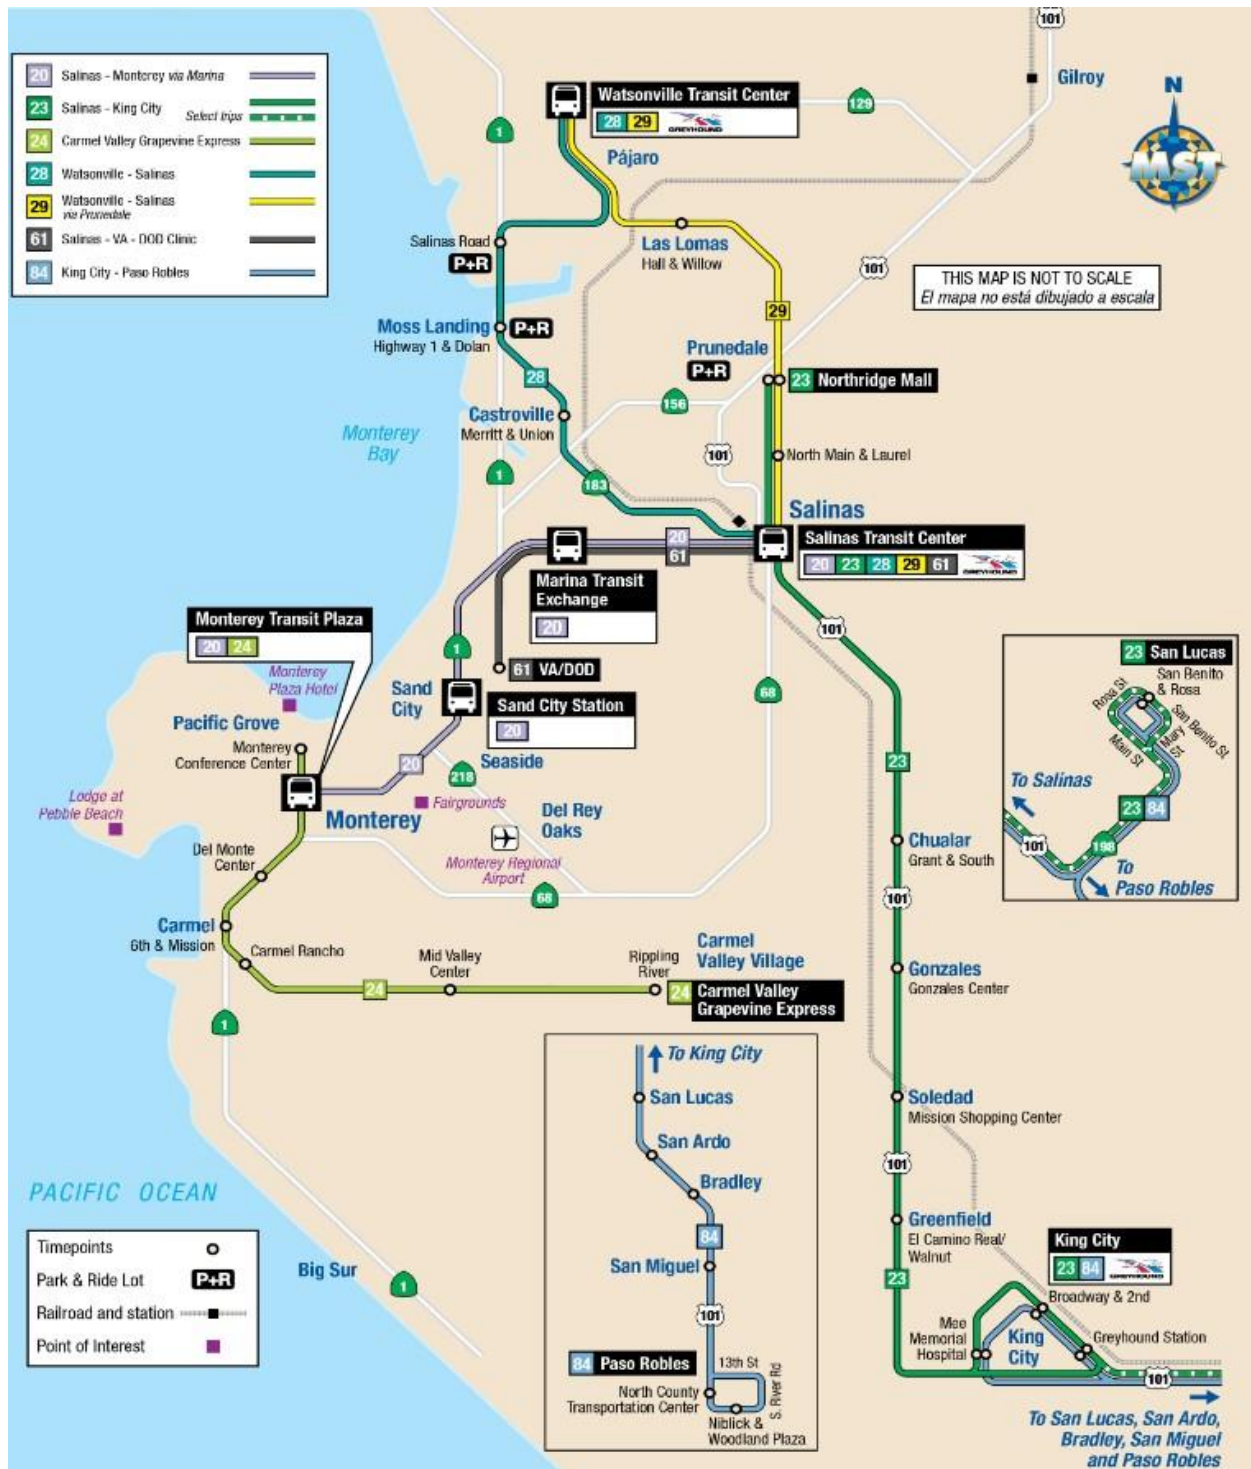 20 Salinas - Monterey via Marina
23 Salinas - King City
Select trips
24 Carmel Valley Grapevine Express
28 Watsonville - Salinas
29 Watsonville - Salinas
via Prunedale
61 Salinas - VA - DOD Clinic
84 King City - Paso Robles
101
Gilroy
N
MST
Watsonville Transit Center
28 29 GREYHOUND
129
1
Pájaro
Salinas Road
P+R
Las Lomas
Hall & Willow
101
THIS MAP IS NOT TO SCALE
El mapa no está dibujado a escala
29
Moss Landing P+R
Highway 1 & Dolan
Prunedale
P+R
28
23 Northridge Mall
156
Castroville
Merritt & Union
Monterey
Bay
101
North Main & Laurel
1
183
Salinas
Salinas Transit Center
20 23 28 29 61 GREYHOUND
20
61
Marina Transit
Exchange
20
Monterey Transit Plaza
20 24
101
1
61 VA/DOD
Monterey
Plaza Hotel
Sand
City
Sand City Station
20
68
Pacific Grove
Monterey
Conference Center
20
218
Seaside
23
Lodge at
Pebble Beach
Fairgrounds
Monterey
Del Rey
Oaks
Monterey Regional
Airport
Del Monte
Center
68
Chualar
Grant & South
101
Carmel
6th & Mission
Carmel Rancho
Mid Valley
Center
Rippling
River
Carmel
Valley Village
24
24 Carmel Valley
Grapevine Express
Gonzales
Gonzales Center
1
23 San Lucas
San Benito
& Rosa
Rosa St
San Benito St
Mary St
Main St
To Salinas
23 84
101
198
To
Paso Robles
To King City
San Lucas
San Ardo
Bradley
84
San Miguel
101
84 Paso Robles
13th St
S. River Rd
North County
Transportation Center
Niblick &
Woodland Plaza
Soledad
Mission Shopping Center
101
Greenfield
El Camino Real/
Walnut
23
King City
23 84 GREYHOUND
Broadway & 2nd
Mee
Memorial
Hospital
King
City
Greyhound Station
101
To San Lucas, San Ardo,
Bradley, San Miguel
and Paso Robles
PACIFIC OCEAN
Big Sur
1
Timepoints
Park & Ride Lot P+R
Railroad and station
Point of Interest